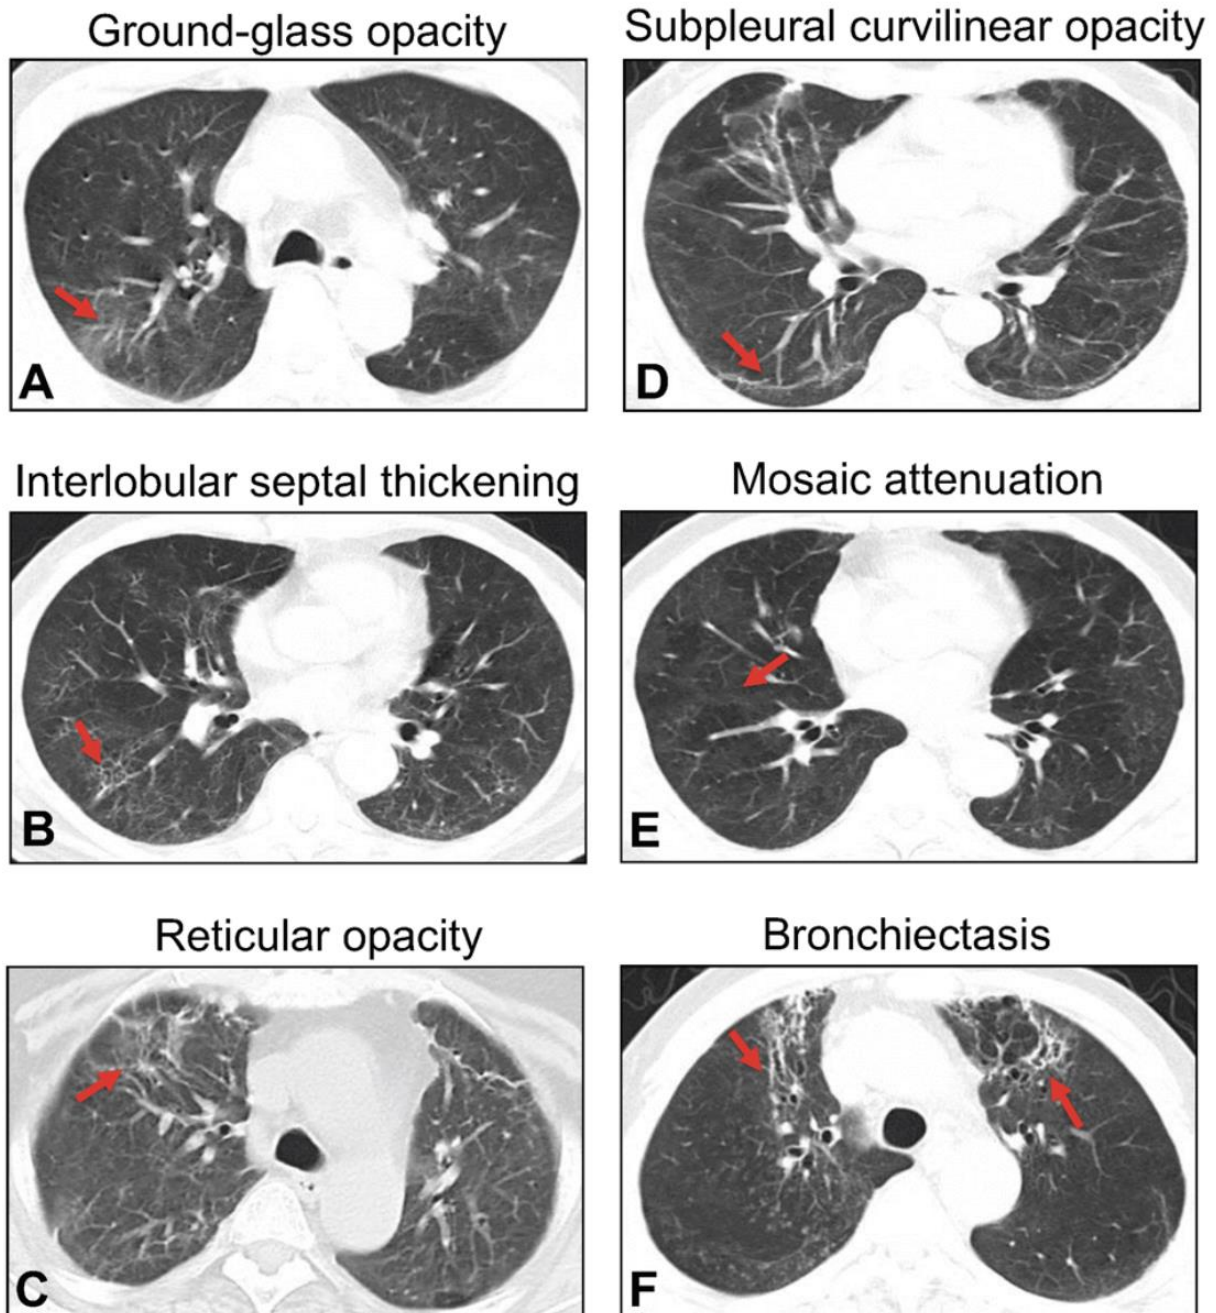 Ground-glass opacity
A
Subpleural curvilinear opacity
D
Interlobular septal thickening
B
Mosaic attenuation
E
Reticular opacity
C
Bronchiectasis
F